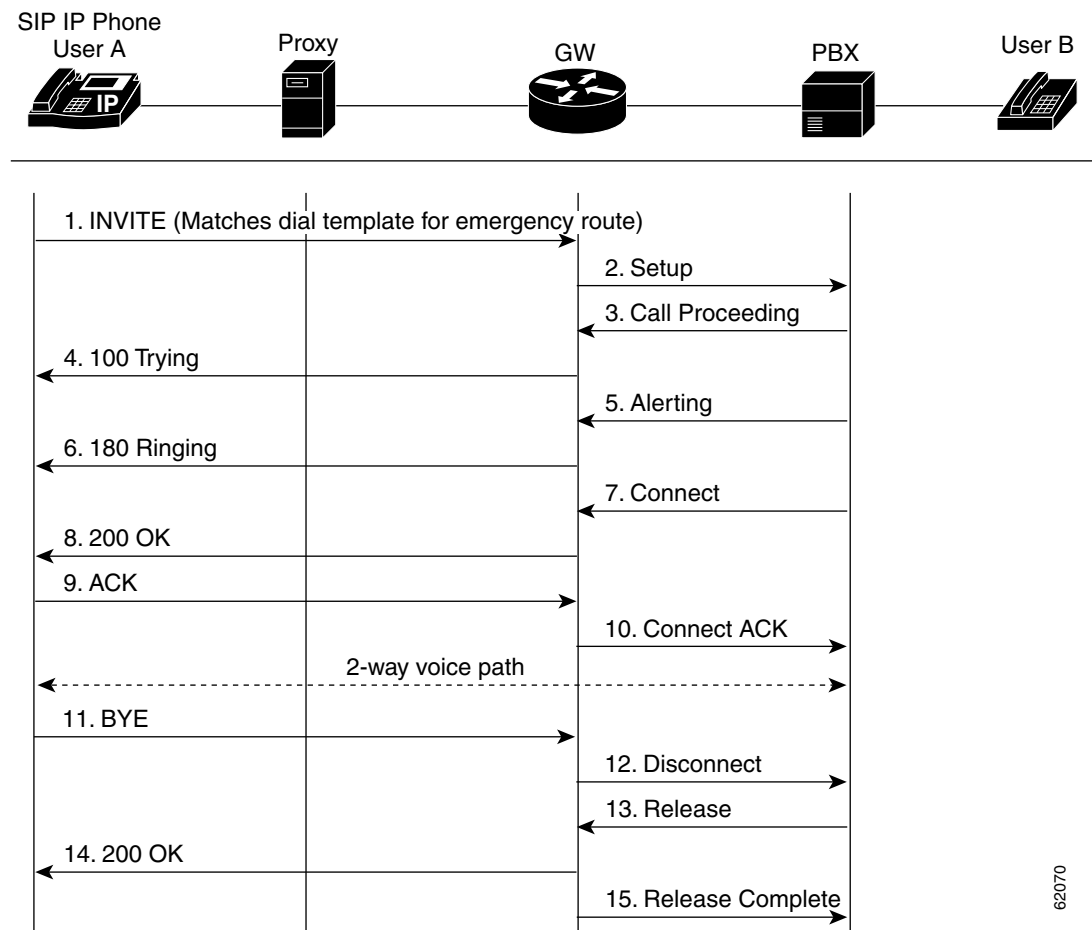 SIP IP Phone
User A
Proxy
GW
PBX
User B
IP
1. INVITE (Matches dial template for emergency route)
2. Setup
3. Call Proceeding
4. 100 Trying
5. Alerting
6. 180 Ringing
7. Connect
8. 200 OK
9. ACK
10. Connect ACK
2-way voice path
11. BYE
12. Disconnect
13. Release
14. 200 OK
15. Release Complete
62070